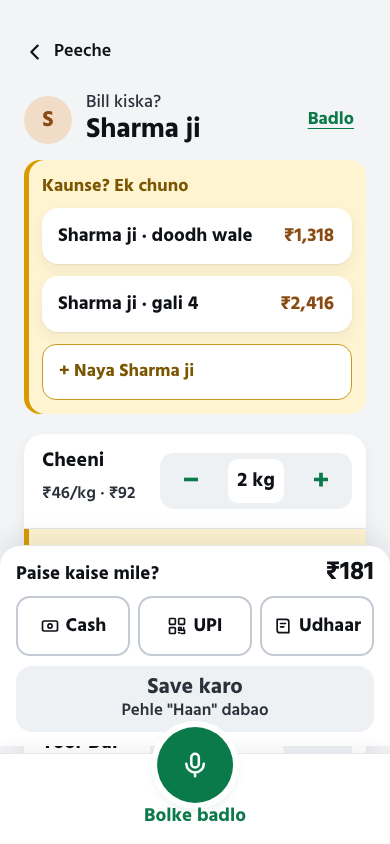 Peeche
Bill kiska?
Sharma ji
Badlo
Kaunse? Ek chuno
Sharma ji · doodh wale ₹1,318
Sharma ji · gali 4 ₹2,416
+ Naya Sharma ji
Cheeni
₹46/kg · ₹92
− 2 kg +
Paise kaise mile? ₹181
Cash UPI Udhaar
Save karo
Pehle "Haan" dabao
Bolke badlo